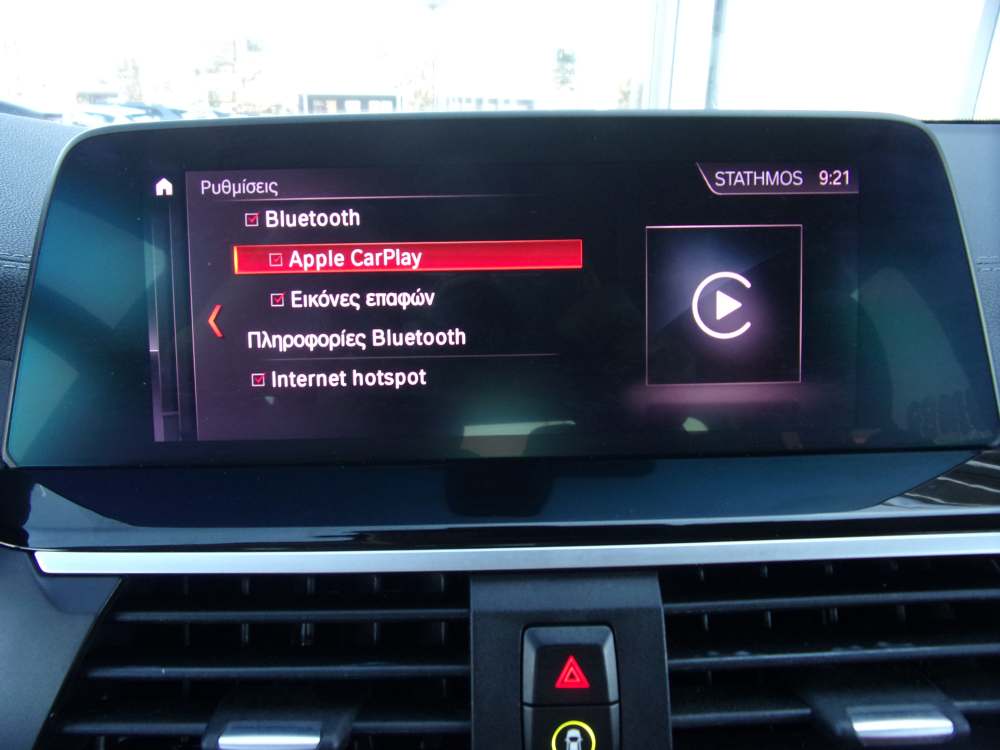 Ρυθμίσεις
STATHMOS 9:21
Bluetooth
Apple CarPlay
Εικόνες επαφών
Πληροφορίες Bluetooth
Internet hotspot